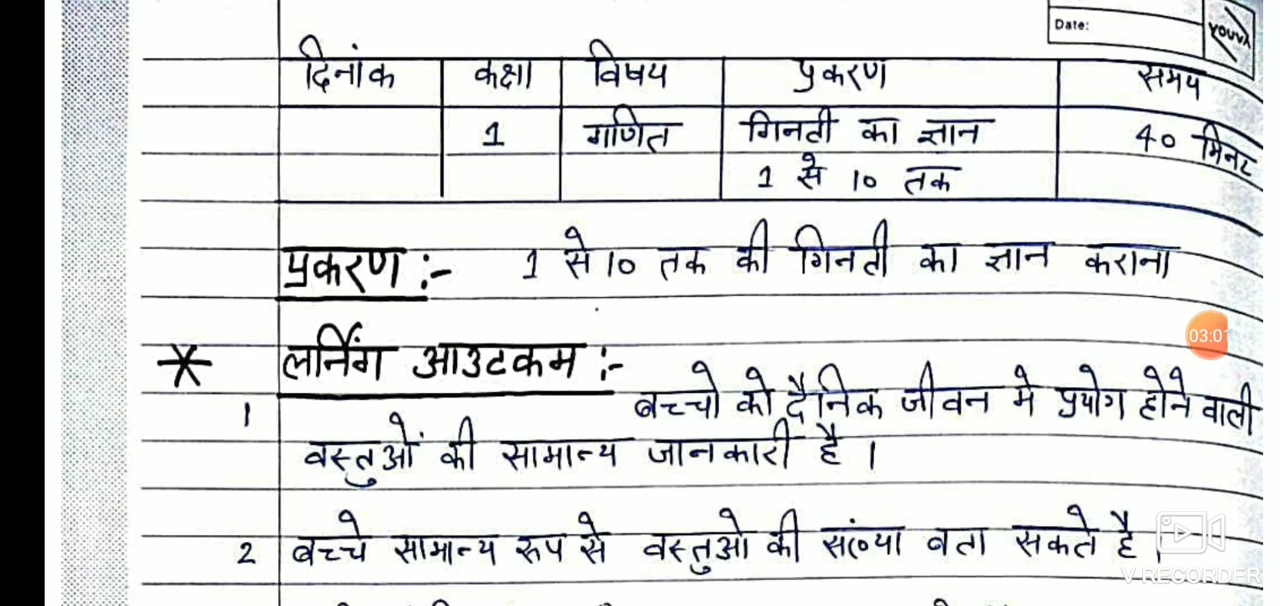 Date:
YOUVA
दिनांक कक्षा विषय प्रकरण समय
1 गणित गिनती का ज्ञान 40 मिनट
1 से 10 तक
प्रकरण :- 1 से 10 तक की गिनती का ज्ञान कराना
* लर्निंग आउटकम :-
1 बच्चो को दैनिक जीवन मे प्रयोग होने वाली
03:01
वस्तुओं की सामान्य जानकारी है ।
2 बच्चे सामान्य रुप से वस्तुओ की संख्या बता सकते है ।
V RECORDER